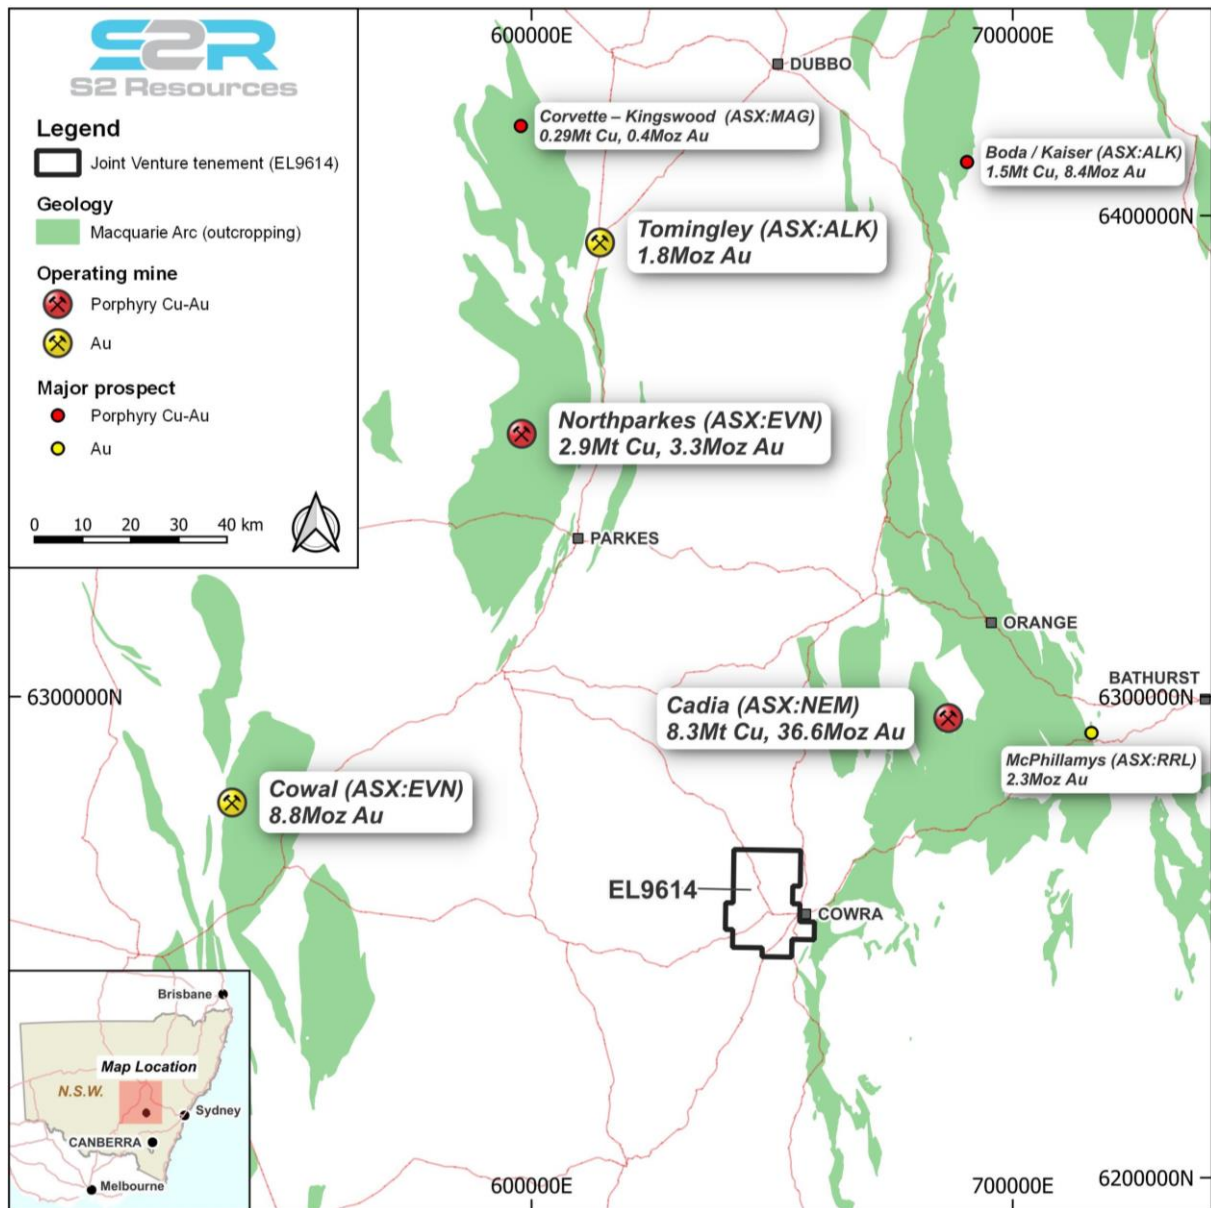 S2R
S2 Resources
Legend
Joint Venture tenement (EL9614)
Geology
Macquarie Arc (outcropping)
Operating mine
Porphyry Cu-Au
Au
Major prospect
Porphyry Cu-Au
Au
0 10 20 30 40 km
600000E
700000E
DUBBO
Corvette – Kingswood (ASX:MAG)
0.29Mt Cu, 0.4Moz Au
Boda / Kaiser (ASX:ALK)
1.5Mt Cu, 8.4Moz Au
6400000N
Tomingley (ASX:ALK)
1.8Moz Au
Northparkes (ASX:EVN)
2.9Mt Cu, 3.3Moz Au
PARKES
ORANGE
BATHURST
6300000N
6300000N
Cadia (ASX:NEM)
8.3Mt Cu, 36.6Moz Au
McPhillamys (ASX:RRL)
2.3Moz Au
Cowal (ASX:EVN)
8.8Moz Au
EL9614
COWRA
Brisbane
Map Location
N.S.W.
Sydney
CANBERRA
Melbourne
600000E
700000E
6200000N